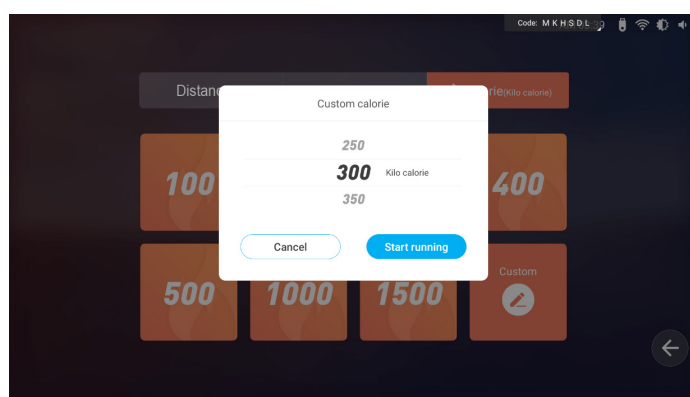 Code: M K H S D L
Distanc
rie(Kilo calorie)
Custom calorie
250
300 Kilo calorie
350
Cancel
Start running
100
400
500
1000
1500
Custom